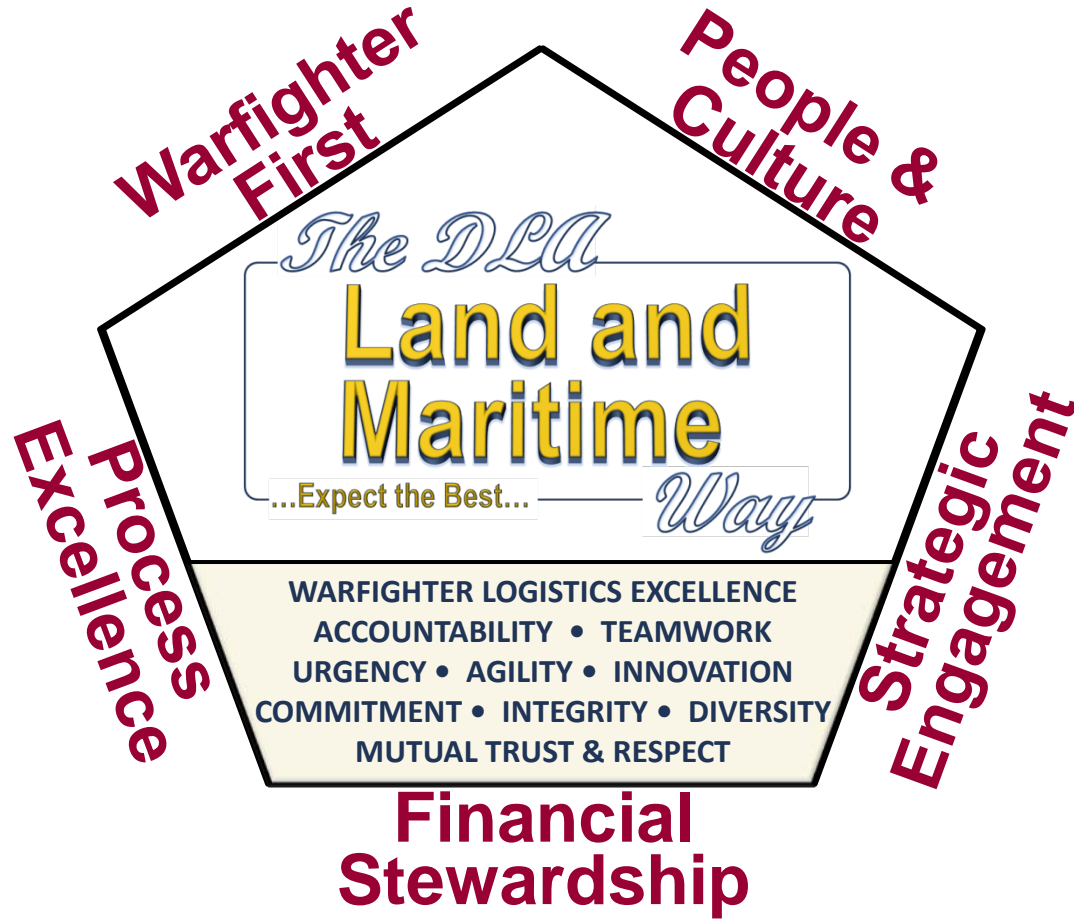 Warfighter
First
People &
Culture
The DLA
Land and
Maritime
...Expect the Best...
Way
Process
Excellence
Strategic
Engagement
WARFIGHTER LOGISTICS EXCELLENCE
ACCOUNTABILITY • TEAMWORK
URGENCY • AGILITY • INNOVATION
COMMITMENT • INTEGRITY • DIVERSITY
MUTUAL TRUST & RESPECT
Financial
Stewardship